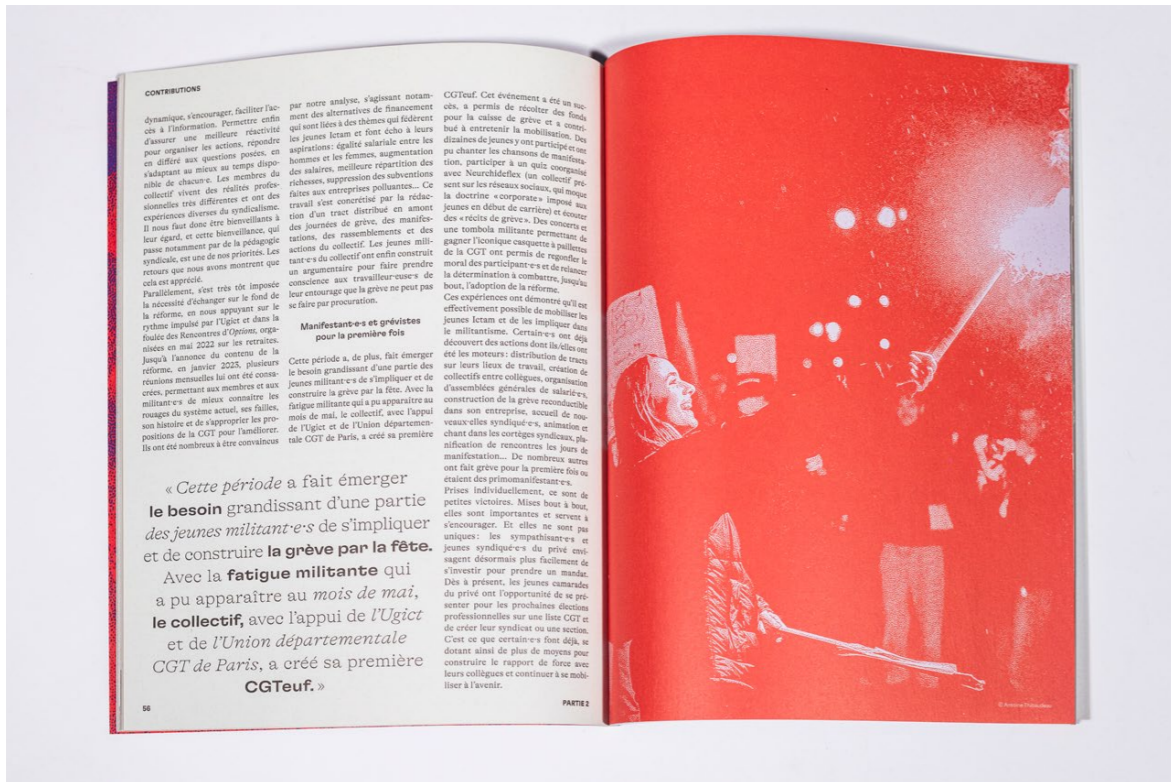 CONTRIBUTIONS
dynamique, s'encourager, faciliter l'ac-
cès à l'information. Permettre enfin
d'assurer une meilleure réactivité
pour organiser les actions, répondre
en différé aux questions posées, en
s'adaptant au mieux au temps dispo-
nible de chacun·e. Les membres du
collectif vivent des réalités profes-
sionnelles très différentes et ont des
expériences diverses du syndicalisme.
Il nous faut donc être bienveillants à
leur égard, et cette bienveillance, qui
passe notamment par de la pédagogie
syndicale, est une de nos priorités. Les
retours que nous avons montrent que
cela est apprécié.
Parallèlement, s'est très tôt imposée
la nécessité d'échanger sur le fond de
la réforme, en nous appuyant sur le
rythme impulsé par l'Ugict et dans la
foulée des Rencontres d'Options, orga-
nisées en mai 2022 sur les retraites.
Jusqu'à l'annonce du contenu de la
réforme, en janvier 2023, plusieurs
réunions mensuelles lui ont été consa-
crées, permettant aux membres et aux
militant·e·s de mieux connaître les
rouages du système actuel, ses failles,
son histoire et de s'approprier les pro-
positions de la CGT pour l'améliorer.
Ils ont été nombreux à être convaincus
par notre analyse, s'agissant notam-
ment des alternatives de financement
qui sont liées à des thèmes qui fédèrent
les jeunes Ictam et font écho à leurs
aspirations : égalité salariale entre les
hommes et les femmes, augmentation
des salaires, meilleure répartition des
richesses, suppression des subventions
faites aux entreprises polluantes... Ce
travail s'est concrétisé par la rédac-
tion d'un tract distribué en amont
des journées de grève, des manifes-
tations, des rassemblements et des
actions du collectif. Les jeunes mili-
tant·e·s du collectif ont enfin construit
un argumentaire pour faire prendre
conscience aux travailleur·euse·s de
leur entourage que la grève ne peut pas
se faire par procuration.
Manifestant·e·s et grévistes
pour la première fois
Cette période a, de plus, fait émerger
le besoin grandissant d'une partie des
jeunes militant·e·s de s'impliquer et de
construire la grève par la fête. Avec la
fatigue militante qui a pu apparaître au
mois de mai, le collectif, avec l'appui
de l'Ugict et de l'Union départemen-
tale CGT de Paris, a créé sa première
CGTeuf. Cet événement a été un suc-
cès, a permis de récolter des fonds
pour la caisse de grève et a contri-
bué à entretenir la mobilisation. Des
dizaines de jeunes y ont participé et ont
pu chanter les chansons de manifesta-
tion, participer à un quiz coorganisé
avec Neurchideflex (un collectif pré-
sent sur les réseaux sociaux, qui moque
la doctrine « corporate » imposé aux
jeunes en début de carrière) et écouter
des « récits de grève ». Des concerts et
une tombola militante permettant de
gagner l'iconique casquette à paillettes
de la CGT ont permis de regonfler le
moral des participant·e·s et de relancer
la détermination à combattre, jusqu'au
bout, l'adoption de la réforme.
Ces expériences ont démontré qu'il est
effectivement possible de mobiliser les
jeunes Ictam et de les impliquer dans
le militantisme. Certain·e·s ont déjà
découvert des actions dont ils/elles ont
été les moteurs : distribution de tracts
sur leurs lieux de travail, création de
collectifs entre collègues, organisation
d'assemblées générales de salarié·e·s,
construction de la grève reconductible
dans son entreprise, accueil de nou-
veaux·elles syndiqué·e·s, animation et
chant dans les cortèges syndicaux, pla-
nification de rencontres les jours de
manifestation... De nombreux autres
ont fait grève pour la première fois ou
étaient des primomanifestant·e·s.
Prises individuellement, ce sont de
petites victoires. Mises bout à bout,
elles sont importantes et servent à
s'encourager. Et elles ne sont pas
uniques : les sympathisant·e·s et
jeunes syndiqué·e·s du privé envi-
sagent désormais plus facilement de
s'investir pour prendre un mandat.
Dès à présent, les jeunes camarades
du privé ont l'opportunité de se pré-
senter pour les prochaines élections
professionnelles sur une liste CGT et
de créer leur syndicat ou une section.
C'est ce que certain·e·s font déjà, se
dotant ainsi de plus de moyens pour
construire le rapport de force avec
leurs collègues et continuer à se mobi-
liser à l'avenir.
« Cette période a fait émerger
le besoin grandissant d'une partie
des jeunes militant·e·s de s'impliquer
et de construire la grève par la fête.
Avec la fatigue militante qui
a pu apparaître au mois de mai,
le collectif, avec l'appui de l'Ugict
et de l'Union départementale
CGT de Paris, a créé sa première
CGTeuf. »
56
PARTIE 2